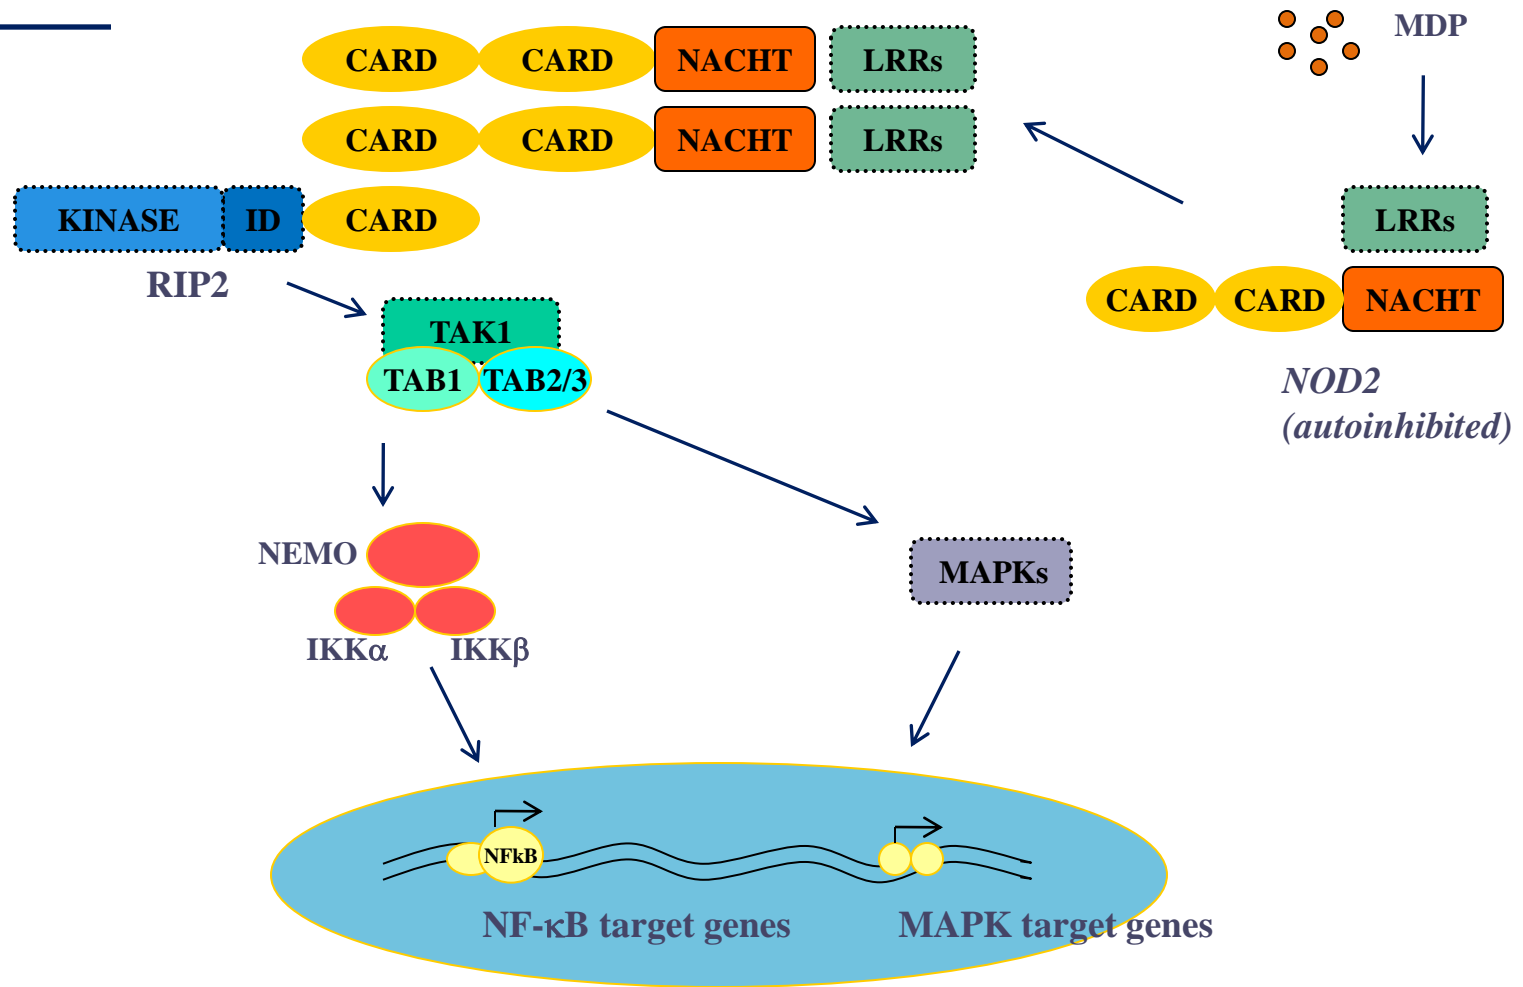 CARD CARD NACHT LRRs
MDP
CARD CARD NACHT LRRs
KINASE ID CARD
LRRs
RIP2
CARD CARD NACHT
TAK1
TAB1 TAB2/3
NOD2
(autoinhibited)
NEMO
MAPKs
IKKα IKKβ
NFkB
NF-κB target genes
MAPK target genes